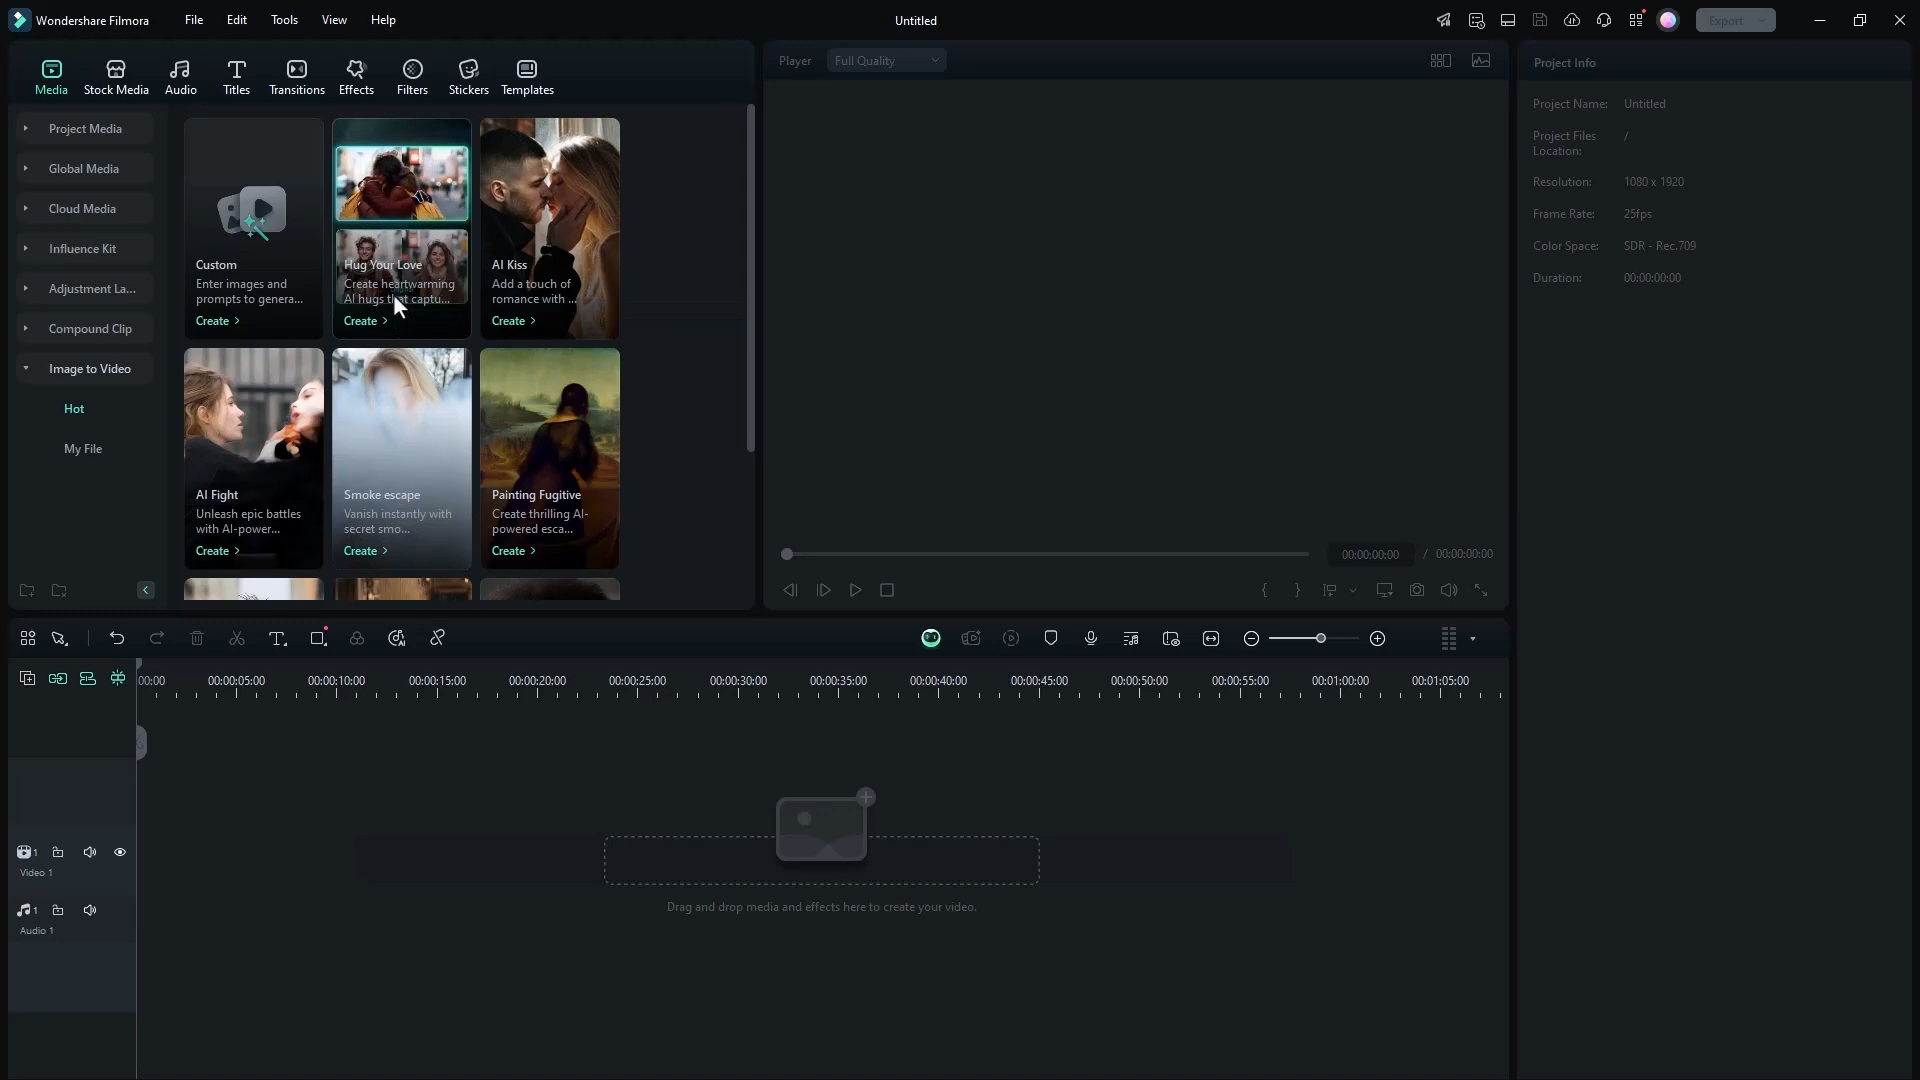 Wondershare Filmora
File
Edit
Tools
View
Help
Untitled
Export
Media
Stock Media
Audio
Titles
Transitions
Effects
Filters
Stickers
Templates
Player
Full Quality
Project Info
Project Media
Global Media
Cloud Media
Influence Kit
Adjustment La...
Compound Clip
Image to Video
Hot
My File
Custom
Enter images and
prompts to genera...
Create >
Hug Your Love
Create heartwarming
AI hugs that captu...
Create >
AI Kiss
Add a touch of
romance with ...
Create >
AI Fight
Unleash epic battles
with AI-power...
Create >
Smoke escape
Vanish instantly with
secret smo...
Create >
Painting Fugitive
Create thrilling AI-
powered esca...
Create >
Project Name: Untitled
Project Files
Location: /
Resolution: 1080 x 1920
Frame Rate: 25fps
Color Space: SDR - Rec.709
Duration: 00:00:00:00
00:00:00:00 / 00:00:00:00
00:00
00:00:05:00
00:00:10:00
00:00:15:00
00:00:20:00
00:00:25:00
00:00:30:00
00:00:35:00
00:00:40:00
00:00:45:00
00:00:50:00
00:00:55:00
00:01:00:00
00:01:05:00
1
Video 1
1
Audio 1
Drag and drop media and effects here to create your video.